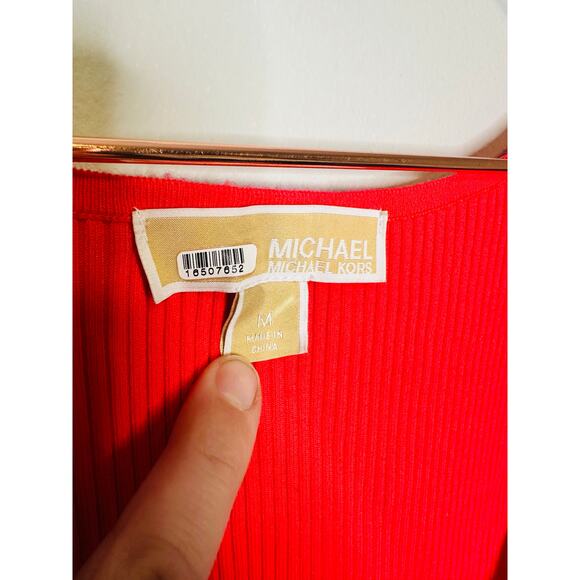 MICHAEL
MICHAEL KORS
16507652
M
MADE IN
CHINA